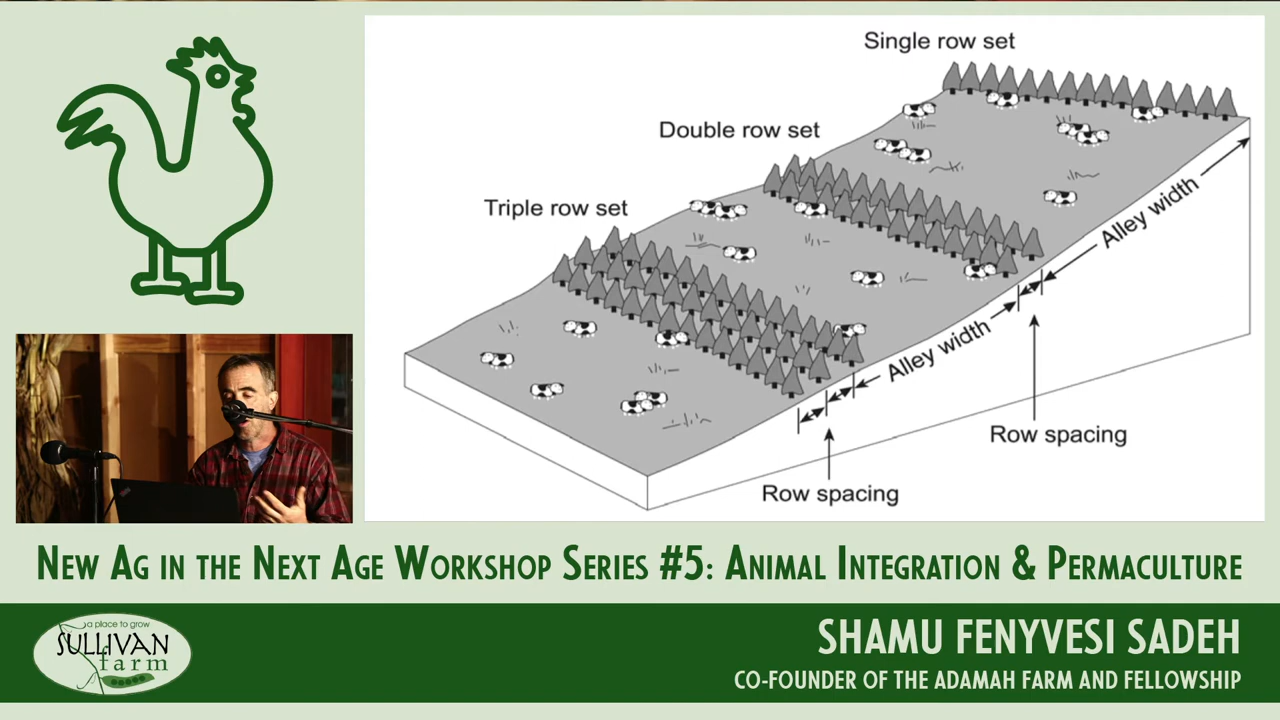 Single row set
Double row set
Triple row set
Alley width
Alley width
Row spacing
Row spacing
New Ag in the Next Age Workshop Series #5: Animal Integration & Permaculture
a place to grow
SULLIVAN
farm
SHAMU FENYVESI SADEH
CO-FOUNDER OF THE ADAMAH FARM AND FELLOWSHIP